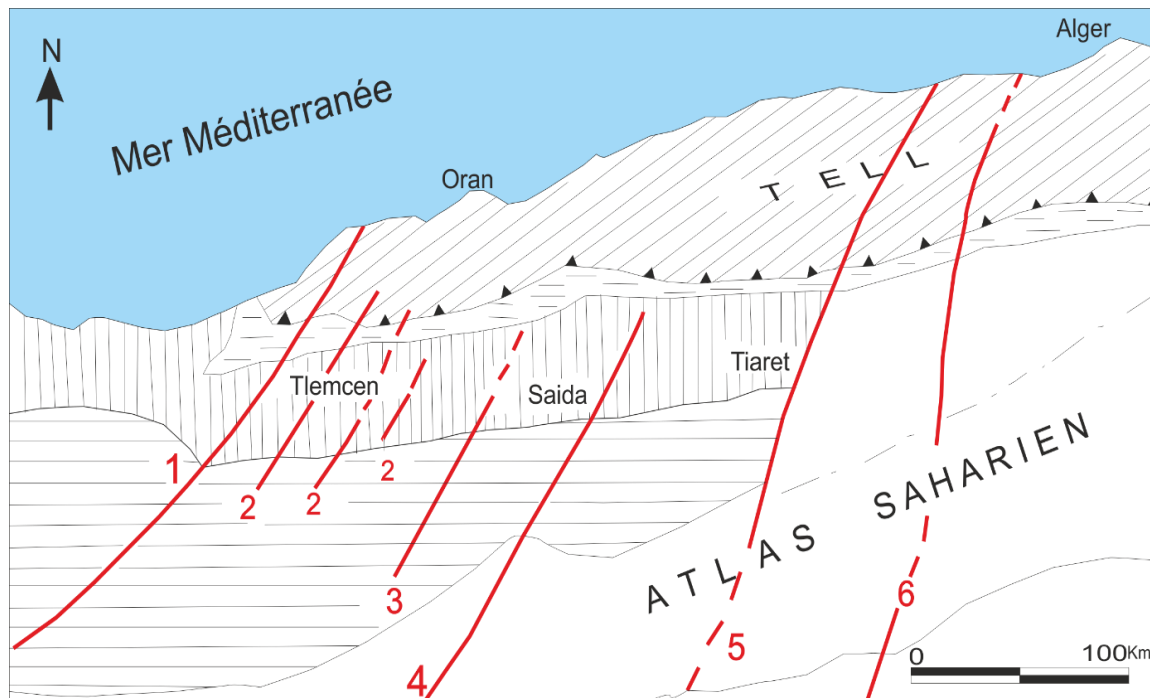 Alger
N
Mer Méditerranée
Oran
TELL
Tiaret
Tlemcen
Saida
1
2
2
2
3
4
5
6
ATLAS SAHARIEN
0 100Km